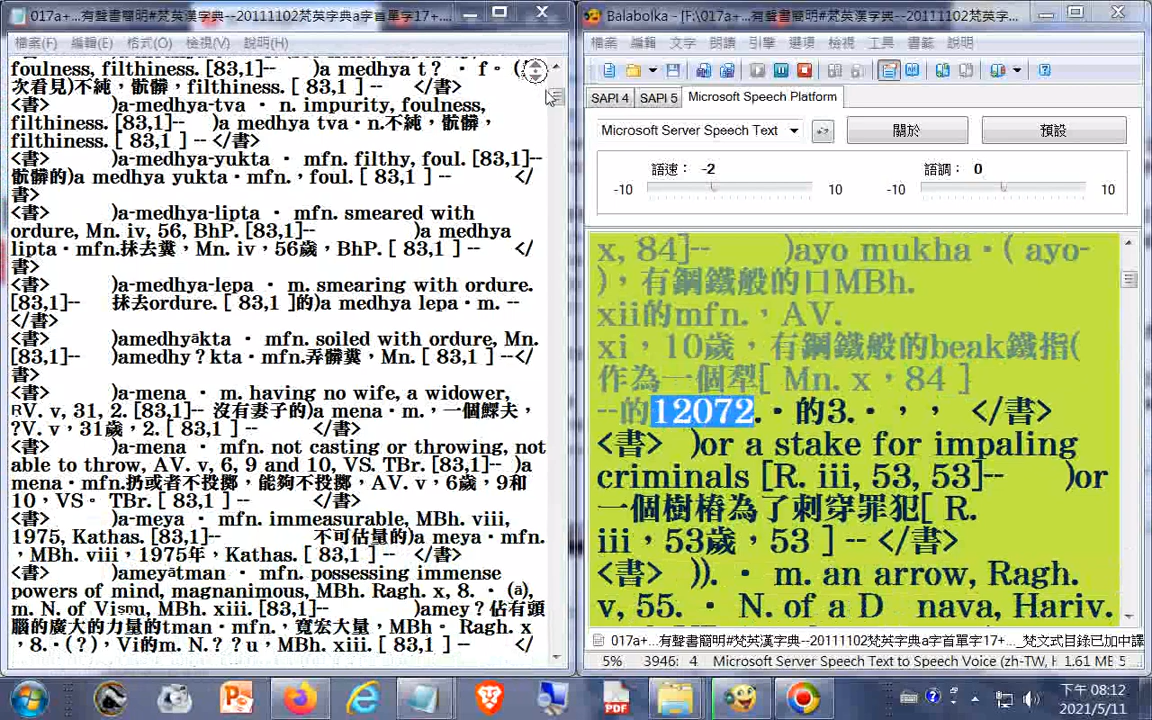 017a+...有聲書簡明#梵英漢字典--20111102梵英字典a字首單字17+...
檔案(F) 編輯(E) 格式(O) 檢視(V) 說明(H)
foulness, filthiness. [83,1]-- )a medhya t? ‧ f。(
次看見)不純，骯髒，filthiness. [ 83,1 ] -- </書>
<書> )a-medhya-tva ‧ n. impurity, foulness,
filthiness. [83,1]-- )a medhya tva‧n.不純，骯髒，
filthiness. [ 83,1 ] -- </書>
<書> )a-medhya-yukta ‧ mfn. filthy, foul. [83,1]--
骯髒的)a medhya yukta‧mfn.，foul. [ 83,1 ] -- </
書>
<書> )a-medhya-lipta ‧ mfn. smeared with
ordure, Mn. iv, 56, BhP. [83,1]-- )a medhya
lipta‧mfn.抹去糞，Mn. iv，56歲，BhP. [ 83,1 ] -- </
書>
<書> )a-medhya-lepa ‧ m. smearing with ordure.
[83,1]-- 抹去ordure. [ 83,1 ]的)a medhya lepa‧m. --
</書>
<書> )amedhyākta ‧ mfn. soiled with ordure, Mn.
[83,1]-- )amedhy？kta‧mfn.弄髒糞，Mn. [ 83,1 ] --</
書>
<書> )a-mena ‧ m. having no wife, a widower,
RV. v, 31, 2. [83,1]-- 沒有妻子的)a mena‧m.，一個鰥夫，
?V. v，31歲，2. [ 83,1 ] -- </書>
<書> )a-mena ‧ m. not casting or throwing, not
able to throw, AV. v, 6, 9 and 10, VS. TBr. [83,1]-- )a
mena‧mfn.扔或者不投擲，能夠不投擲，AV. v，6歲，9和
10，VS。 TBr. [ 83,1 ] -- </書>
<書> )a-meya ‧ mfn. immeasurable, MBh. viii,
1975, Kathas. [83,1]-- 不可估量的)a meya‧mfn.
，MBh. viii，1975年，Kathas. [ 83,1 ] -- </書>
<書> )ameyātman ‧ mfn. possessing immense
powers of mind, magnanimous, MBh. Ragh. x, 8. ‧ (ā),
m. N. of Viṣṇu, MBh. xiii. [83,1]-- )amey？佔有頭
腦的廣大的力量的tman‧mfn.，寬宏大量，MBh。 Ragh. x
，8.‧(？)，Vi的m. N.？？u，MBh. xiii. [ 83,1 ] -- </
Balabolka - [F:\017a+...有聲書簡明#梵英漢字典--20111102梵英字...
檔案 編輯 文字 朗讀 引擎 選項 檢視 工具 書籤 說明
SAPI 4 SAPI 5 Microsoft Speech Platform
Microsoft Server Speech Text 關於 預設
語速： -2 語調： 0
-10 10 -10 10
x, 84]-- )ayo mukha‧( ayo-
)，有鋼鐵般的口MBh.
xii的mfn.，AV.
xi，10歲，有鋼鐵般的beak鐵指(
作為一個犁[ Mn. x，84 ]
--的12072.‧的3.‧，， </書>
<書> )or a stake for impaling
criminals [R. iii, 53, 53]-- )or
一個樹樁為了刺穿罪犯[ R.
iii，53歲，53 ] -- </書>
<書> )). ‧ m. an arrow, Ragh.
v, 55. ‧ N. of a D nava, Hariv.
017a+...有聲書簡明#梵英漢字典--20111102梵英字典a字首單字17+..._梵文式目錄已加中譯
5% 3946: 4 Microsoft Server Speech Text to Speech Voice (zh-TW, H 1.61 MB 5
PDF
下午 08:12
2021/5/11